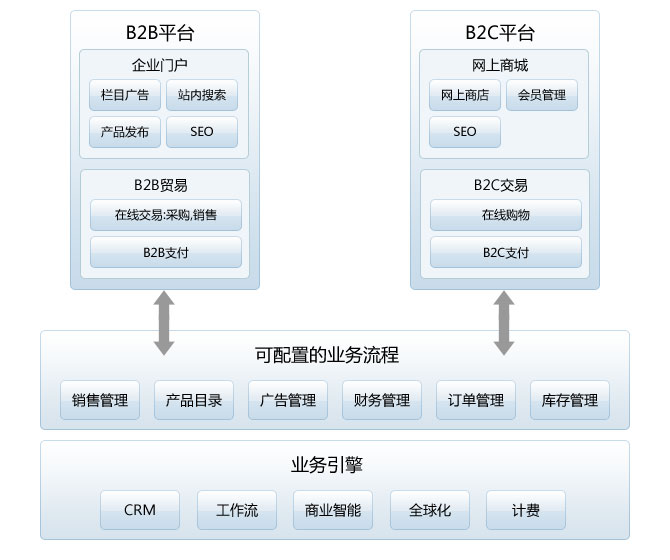 B2B平台
企业门户
栏目广告 站内搜索
产品发布 SEO
B2B贸易
在线交易:采购,销售
B2B支付
B2C平台
网上商城
网上商店 会员管理
SEO
B2C交易
在线购物
B2C支付
可配置的业务流程
销售管理 产品目录 广告管理 财务管理 订单管理 库存管理
业务引擎
CRM 工作流 商业智能 全球化 计费